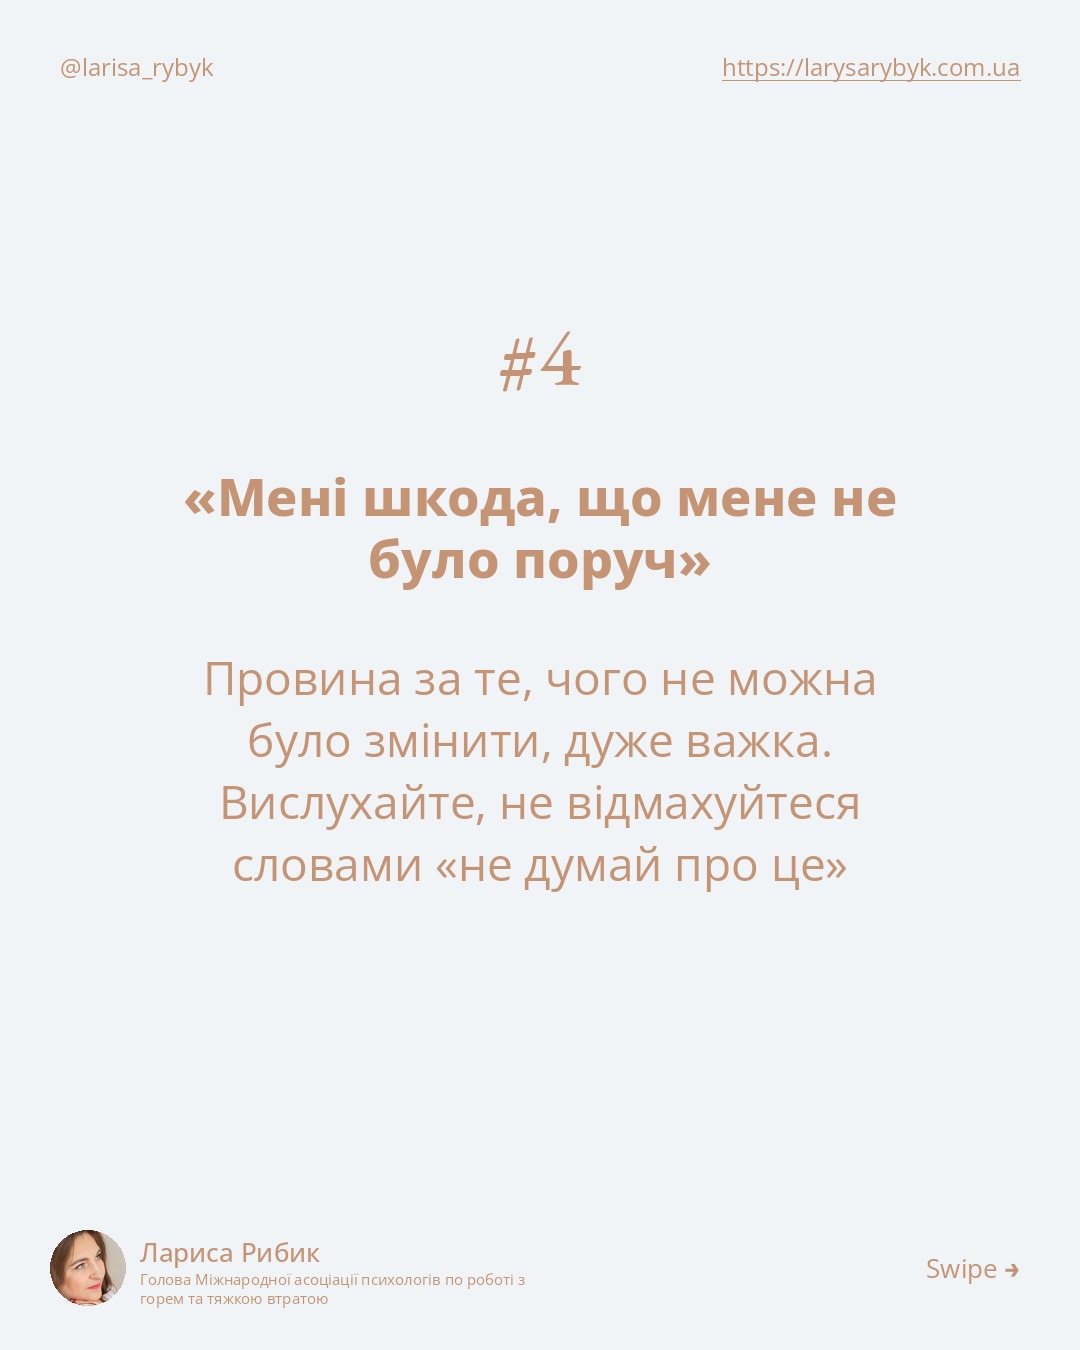 @larisa_rybyk
https://larysarybyk.com.ua
#4
«Мені шкода, що мене не
було поруч»
Провина за те, чого не можна
було змінити, дуже важка.
Вислухайте, не відмахуйтеся
словами «не думай про це»
Лариса Рибик
Голова Міжнародної асоціації психологів по роботі з
горем та тяжкою втратою
Swipe →